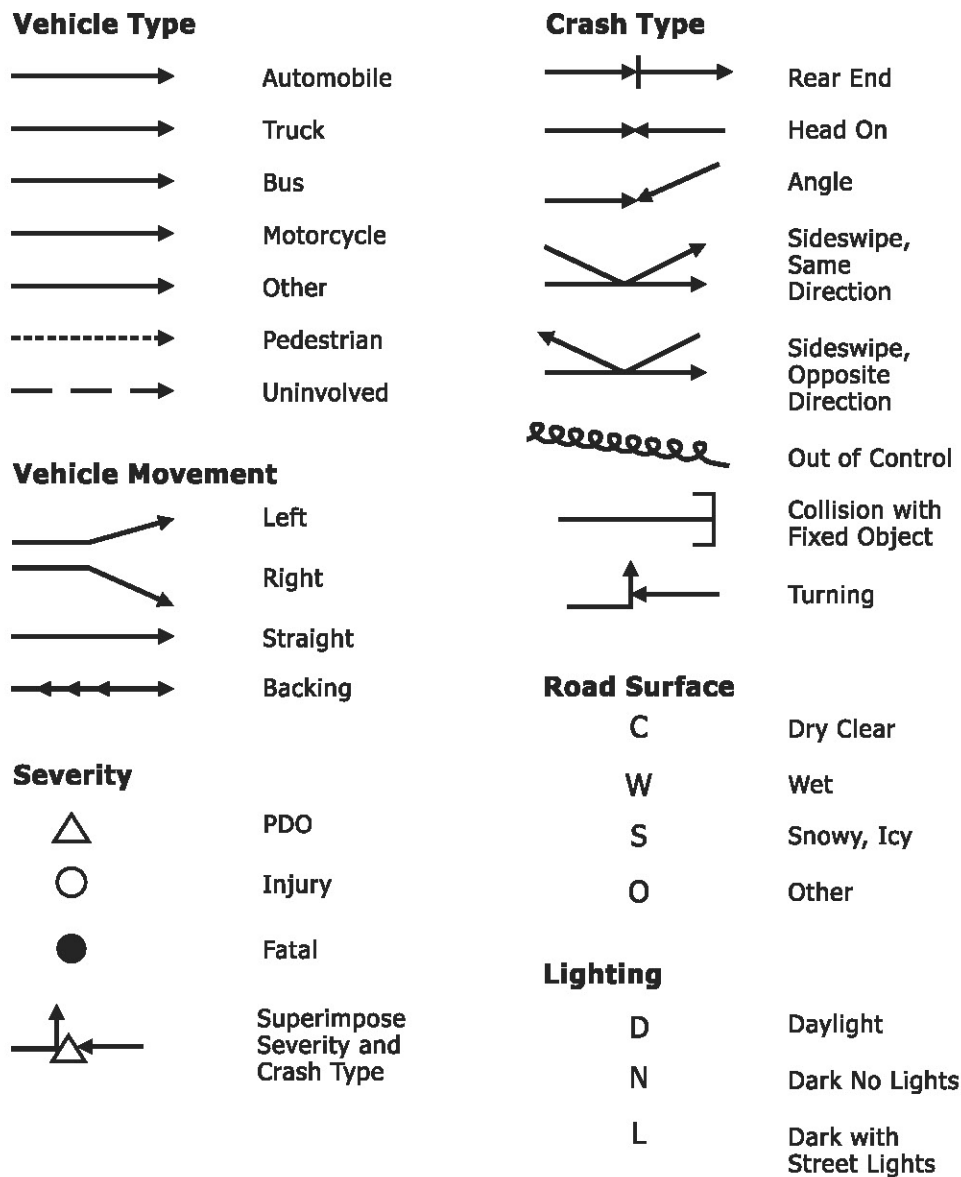 Vehicle Type
Automobile
Truck
Bus
Motorcycle
Other
Pedestrian
Uninvolved
Vehicle Movement
Left
Right
Straight
Backing
Severity
PDO
Injury
Fatal
Superimpose
Severity and
Crash Type
Crash Type
Rear End
Head On
Angle
Sideswipe,
Same
Direction
Sideswipe,
Opposite
Direction
Out of Control
Collision with
Fixed Object
Turning
Road Surface
C Dry Clear
W Wet
S Snowy, Icy
O Other
Lighting
D Daylight
N Dark No Lights
L Dark with
Street Lights